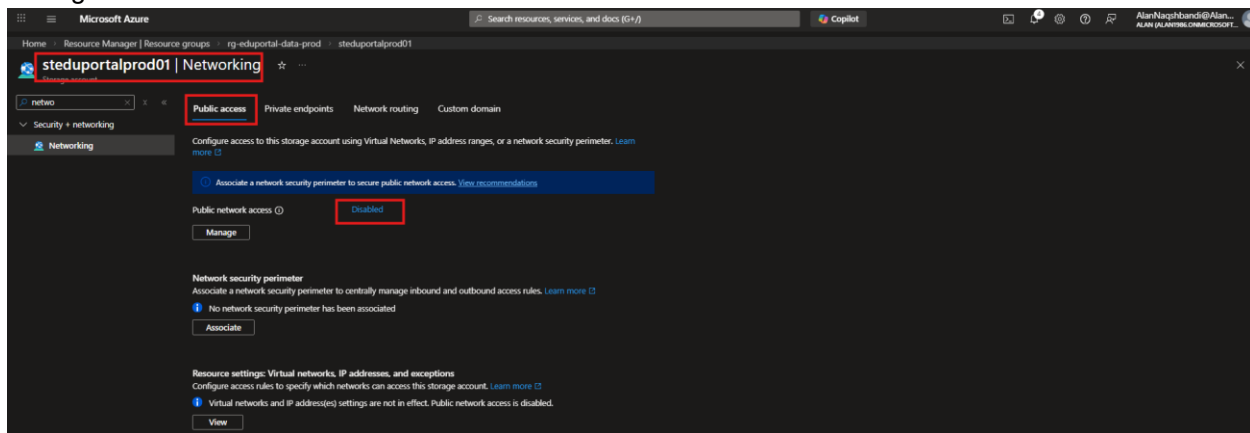 Microsoft Azure
Search resources, services, and docs (G+/)
Copilot
4
AlanNaqshbandi@Alan...
ALAN (ALAN1986.ONMICROSOFT...
Home > Resource Manager | Resource groups > rg-eduportal-data-prod > steduportalprod01
steduportalprod01 | Networking
Storage account
netwo
Security + networking
Networking
Public access Private endpoints Network routing Custom domain
Configure access to this storage account using Virtual Networks, IP address ranges, or a network security perimeter. Learn
more
Associate a network security perimeter to secure public network access. View recommendations
Public network access Disabled
Manage
Network security perimeter
Associate a network security perimeter to centrally manage inbound and outbound access rules. Learn more
No network security perimeter has been associated
Associate
Resource settings: Virtual networks, IP addresses, and exceptions
Configure access rules to specify which networks can access this storage account. Learn more
Virtual networks and IP address(es) settings are not in effect. Public network access is disabled.
View